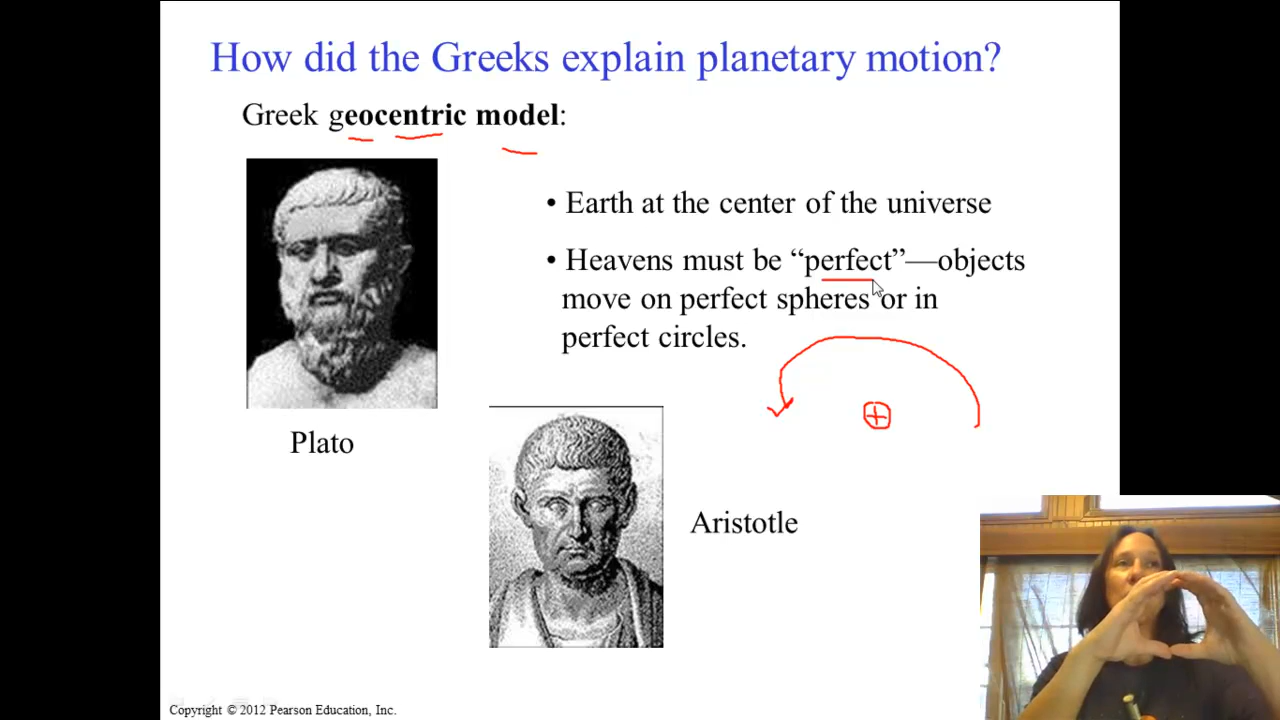 How did the Greeks explain planetary motion?
Greek geocentric model:
• Earth at the center of the universe
• Heavens must be “perfect”—objects
move on perfect spheres or in
perfect circles.
Plato
Aristotle
Copyright © 2012 Pearson Education, Inc.